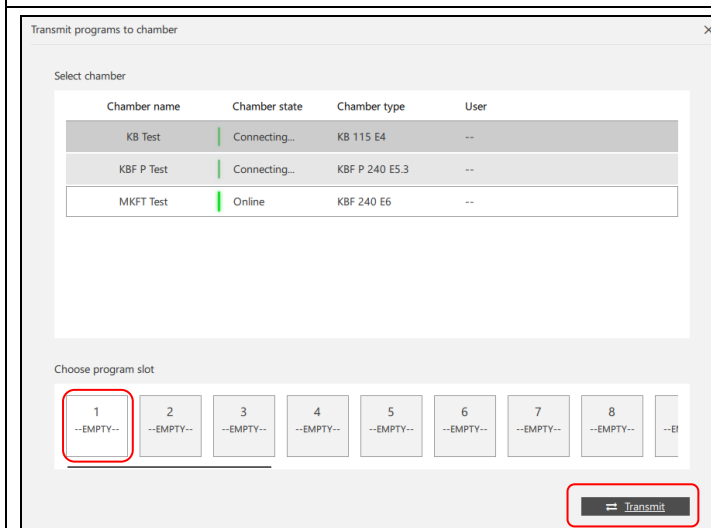 Transmit programs to chamber
Select chamber
Chamber name Chamber state Chamber type User
KB Test Connecting... KB 115 E4 --
KBF P Test Connecting... KBF P 240 E5.3 --
MKFT Test Online KBF 240 E6 --
Choose program slot
1 2 3 4 5 6 7 8
--EMPTY-- --EMPTY-- --EMPTY-- --EMPTY-- --EMPTY-- --EMPTY-- --EMPTY-- --EMPTY--
Transmit